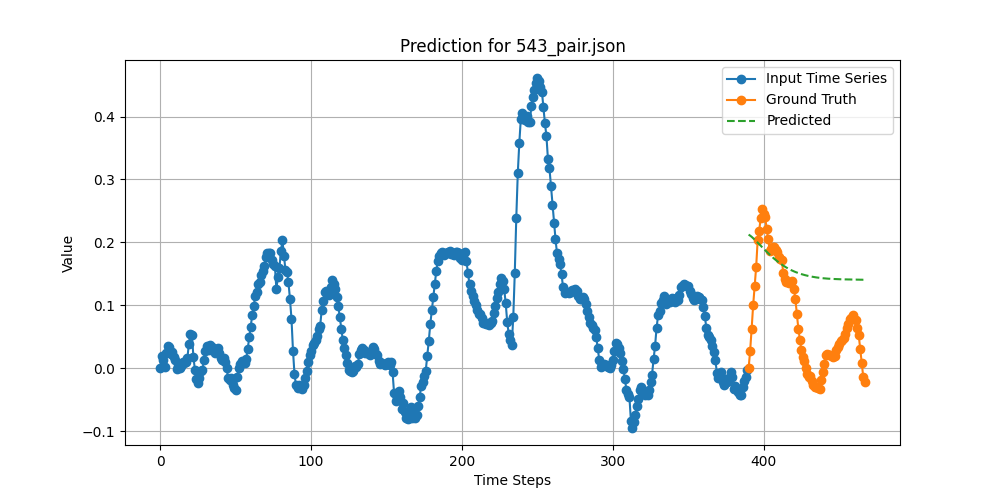 Prediction for 543_pair.json
Input Time Series
Ground Truth
Predicted
Value
0.4
0.3
0.2
0.1
0.0
−0.1
0
100
200
300
400
Time Steps